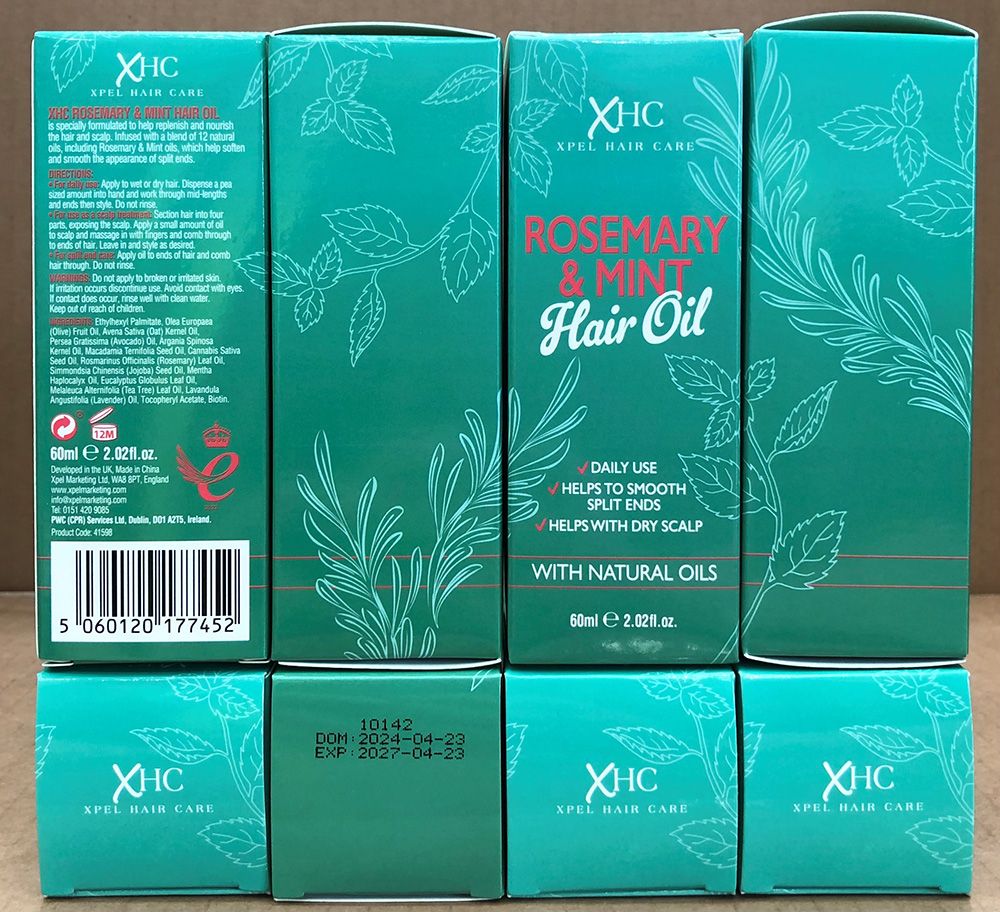 XHC
XPEL HAIR CARE
XHC ROSEMARY & MINT HAIR OIL
is specially formulated to help replenish and nourish
the hair and scalp. Infused with a blend of 12 natural
oils, including Rosemary & Mint oils, which help soften
and smooth the appearance of split ends.
DIRECTIONS:
• For daily use: Apply to wet or dry hair. Dispense a pea
sized amount into hand and work through mid-lengths
and ends then style. Do not rinse.
• For use as a scalp treatment: Section hair into four
parts, exposing the scalp. Apply a small amount of oil
to scalp and massage in with fingers and comb through
to ends of hair. Leave in and style as desired.
• For split end care: Apply oil to ends of hair and comb
hair through. Do not rinse.
WARNINGS: Do not apply to broken or irritated skin.
If irritation occurs discontinue use. Avoid contact with eyes.
If contact does occur, rinse well with clean water.
Keep out of reach of children.
INGREDIENTS: Ethylhexyl Palmitate, Olea Europaea
(Olive) Fruit Oil, Avena Sativa (Oat) Kernel Oil,
Persea Gratissima (Avocado) Oil, Argania Spinosa
Kernel Oil, Macadamia Ternifolia Seed Oil, Cannabis Sativa
Seed Oil, Rosmarinus Officinalis (Rosemary) Leaf Oil,
Simmondsia Chinensis (Jojoba) Seed Oil, Mentha
Haplocalyx Oil, Eucalyptus Globulus Leaf Oil,
Melaleuca Alternifolia (Tea Tree) Leaf Oil, Lavandula
Angustifolia (Lavender) Oil, Tocopheryl Acetate, Biotin.
12M
60ml ℮ 2.02fl.oz.
Developed in the UK, Made in China
Xpel Marketing Ltd, WA8 8PT, England
www.xpelmarketing.com
info@xpelmarketing.com
Tel: 0151 420 9085
PWC (CPR) Services Ltd, Dublin, DO1 A2T5, Ireland.
Product Code: 41598
e
5 060120 177452
XHC
XPEL HAIR CARE
ROSEMARY
& MINT
Hair Oil
✓ DAILY USE
✓ HELPS TO SMOOTH
SPLIT ENDS
✓ HELPS WITH DRY SCALP
WITH NATURAL OILS
60ml ℮ 2.02fl.oz.
XHC
XPEL HAIR CARE
10142
DOM:2024-04-23
EXP:2027-04-23
XHC
XPEL HAIR CARE
XHC
XPEL HAIR CARE